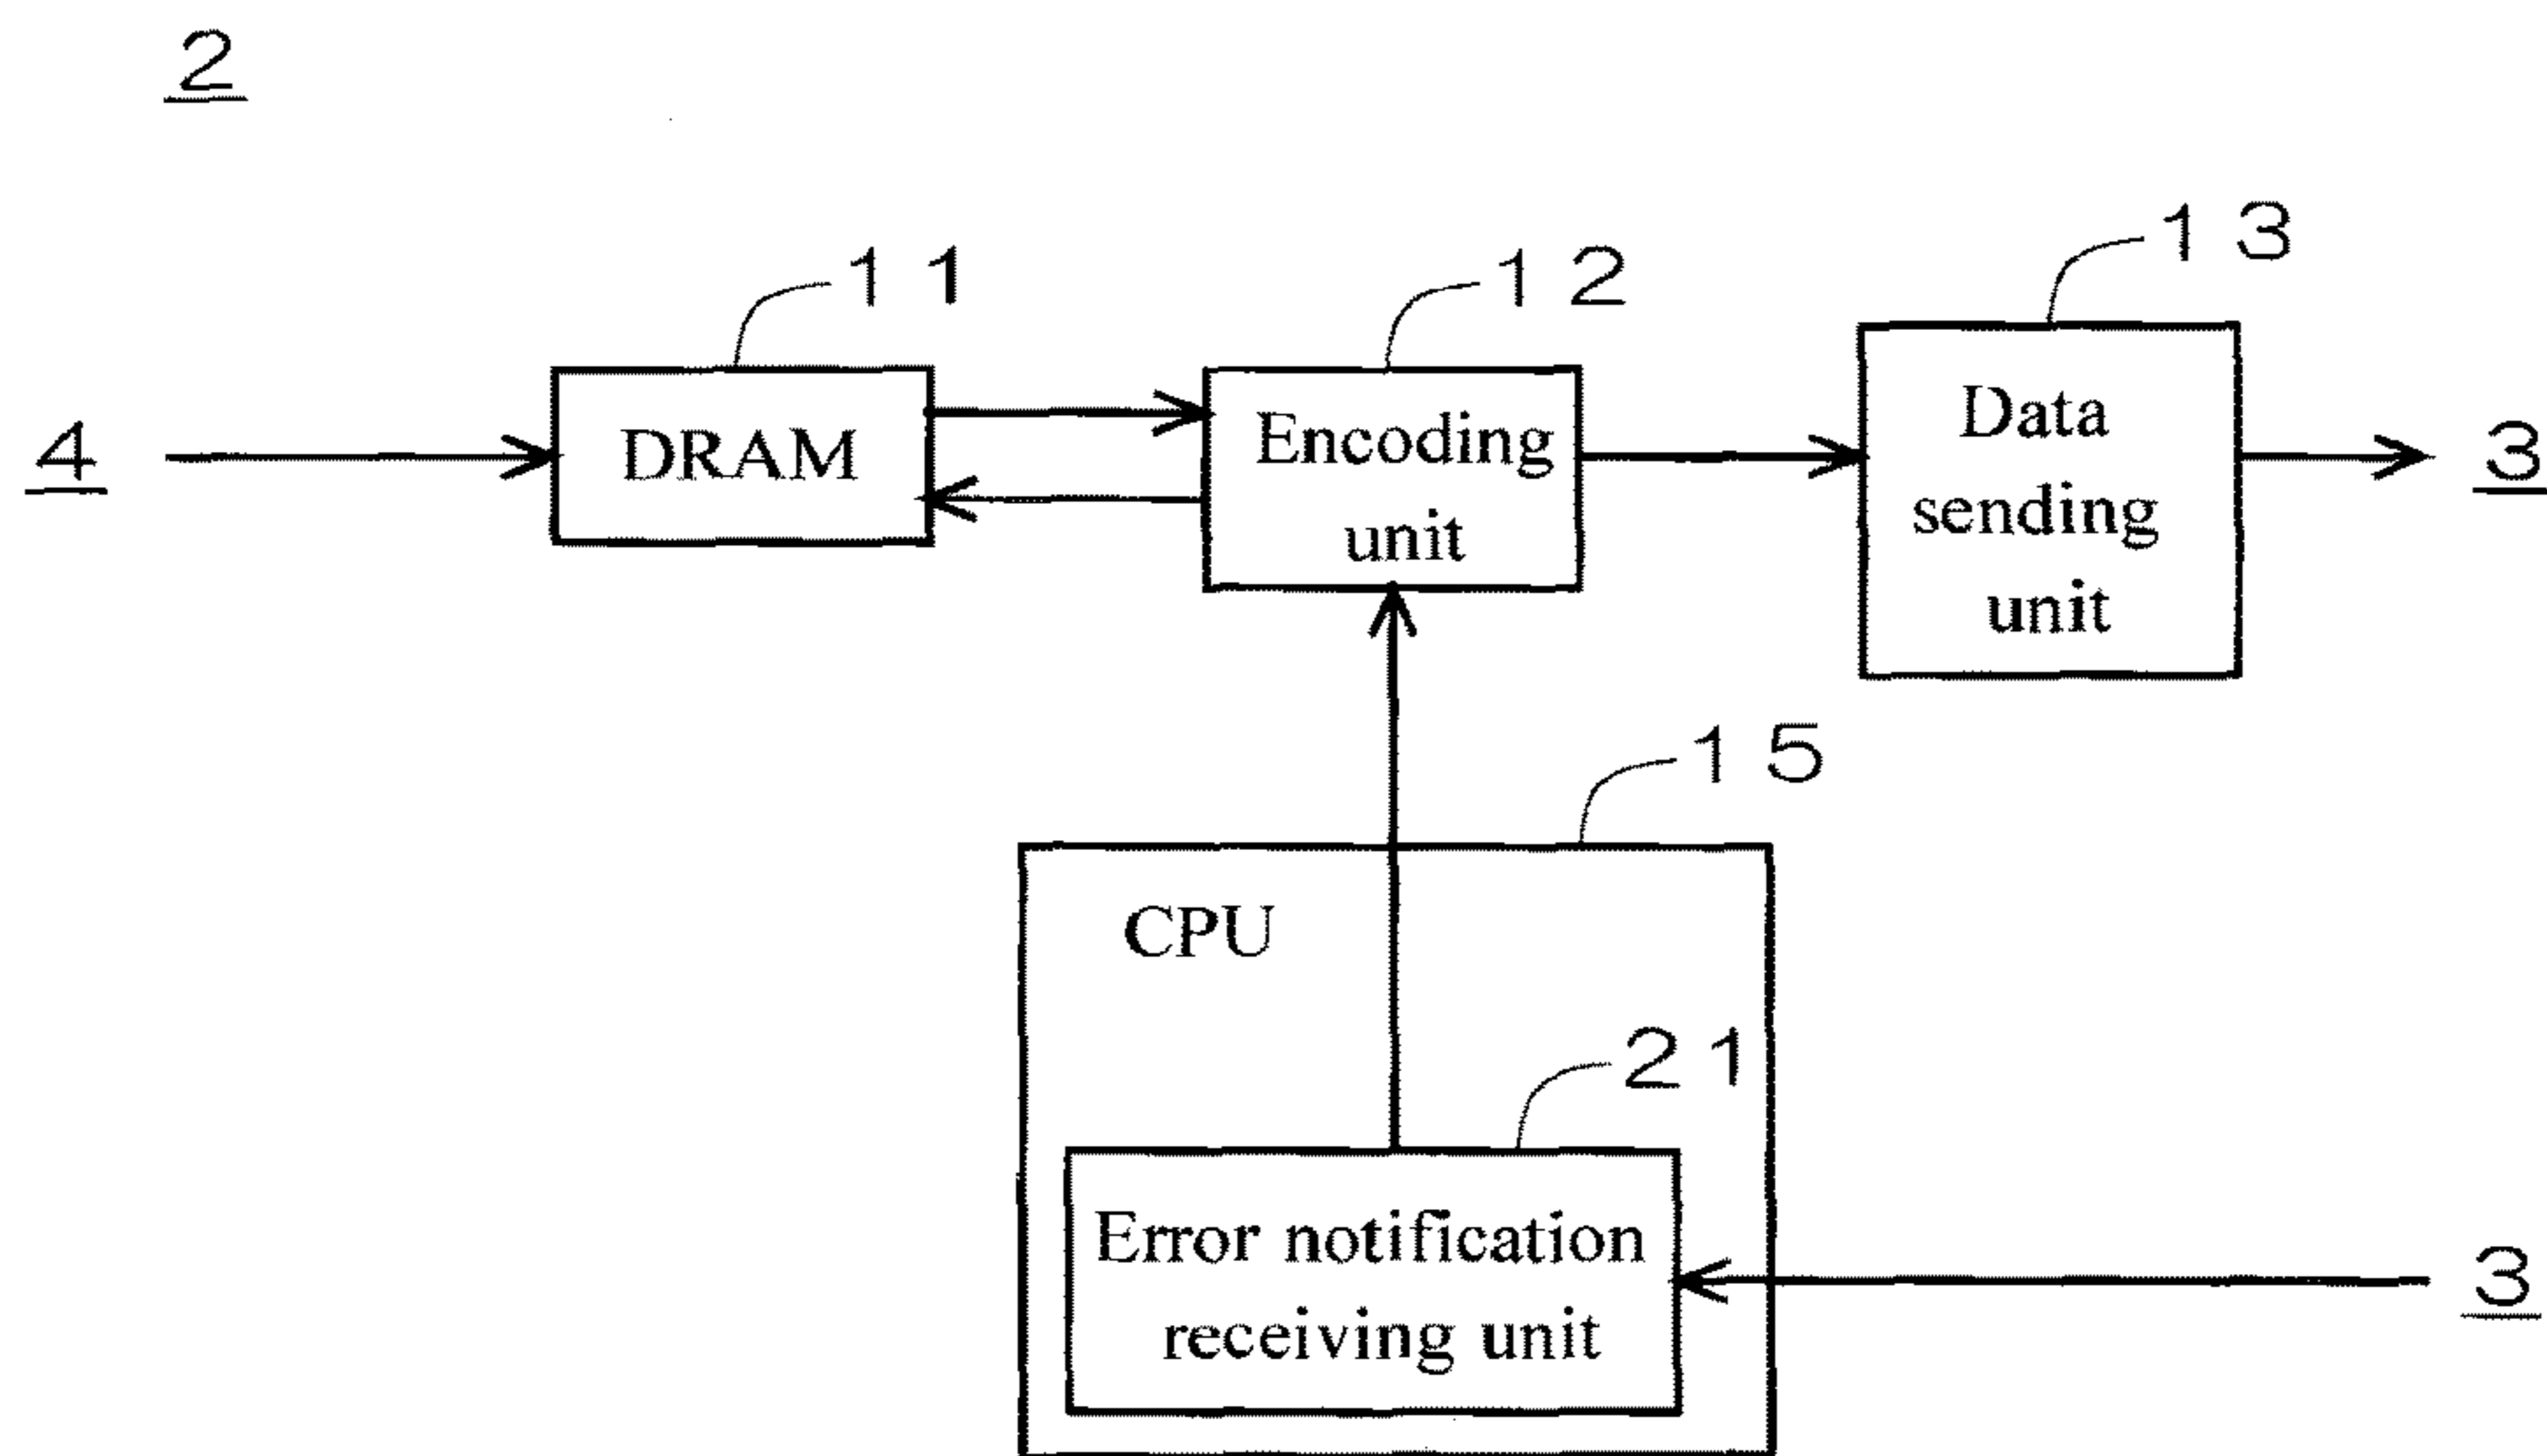 2
11
12
13
4
DRAM
Encoding
unit
Data
sending
unit
3
15
CPU
21
Error notification
receiving unit
3